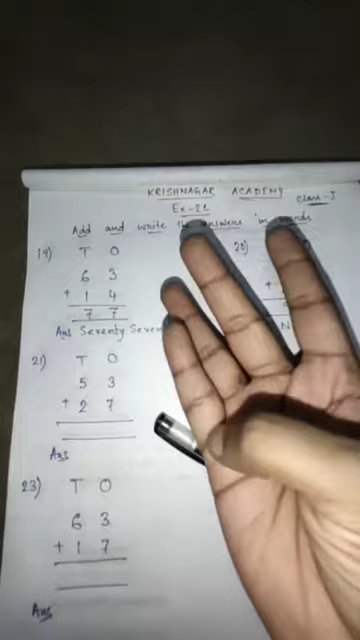 KRISHNAGAR ACADEMY
Ex-21 Class-I
Add and write the answers in words
19) T O
6 3
+ 1 4
7 7
Ans Seventy Seven
20)
+
N
21) T O
5 3
+ 2 7
Ans
23) T O
6 3
+ 1 7
Ans